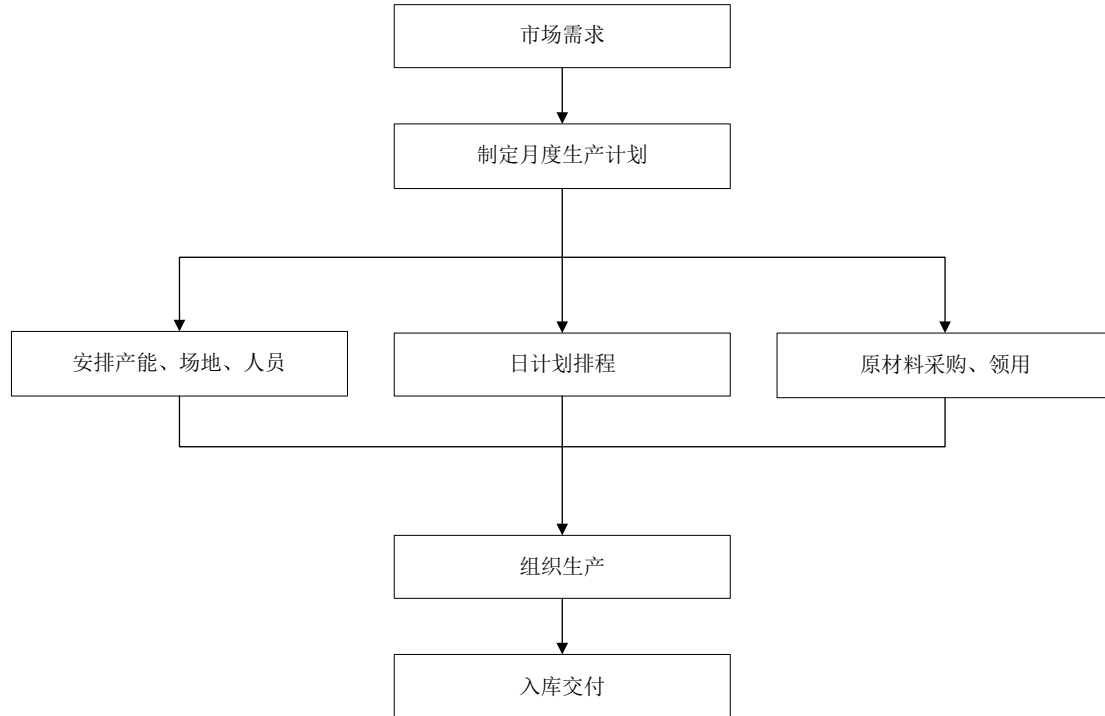 市场需求
制定月度生产计划
安排产能、场地、人员
日计划排程
原材料采购、领用
组织生产
入库交付